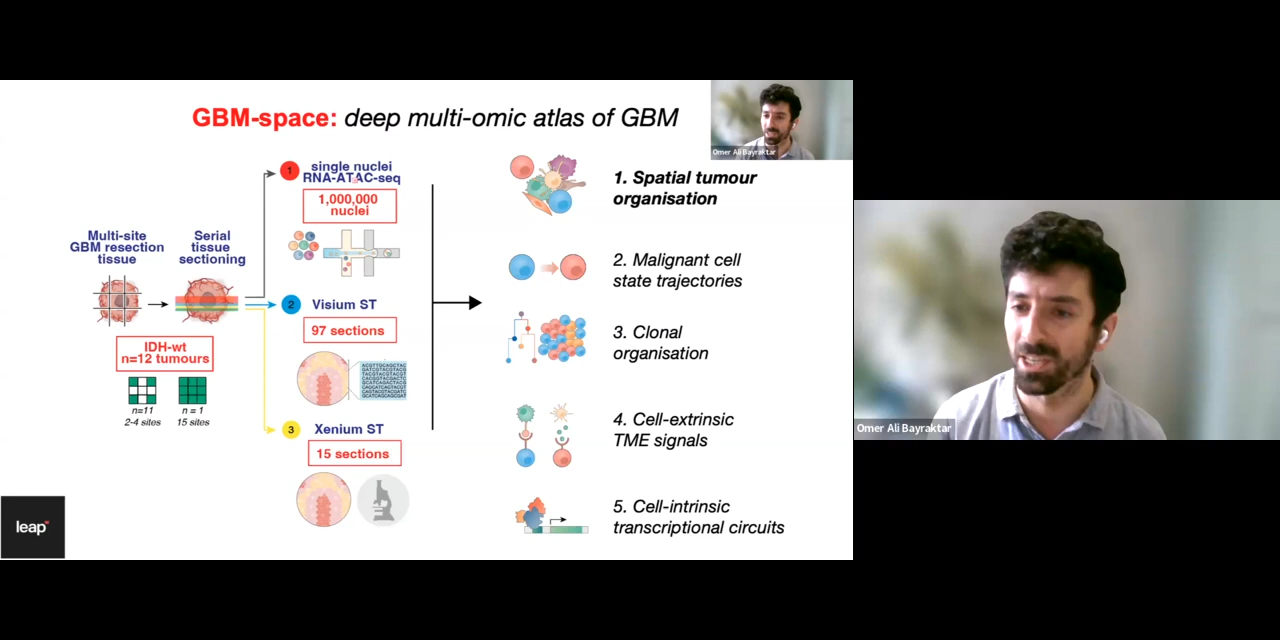 GBM-space: deep multi-omic atlas of GBM
Omer Ali Bayraktar
Multi-site
GBM resection
tissue
Serial
tissue
sectioning
IDH-wt
n=12 tumours
n=11
2-4 sites
n = 1
15 sites
1
single nuclei
RNA-ATAC-seq
1,000,000
nuclei
2
Visium ST
97 sections
3
Xenium ST
15 sections
1. Spatial tumour
organisation
2. Malignant cell
state trajectories
3. Clonal
organisation
4. Cell-extrinsic
TME signals
5. Cell-intrinsic
transcriptional circuits
leap
Omer Ali Bayraktar